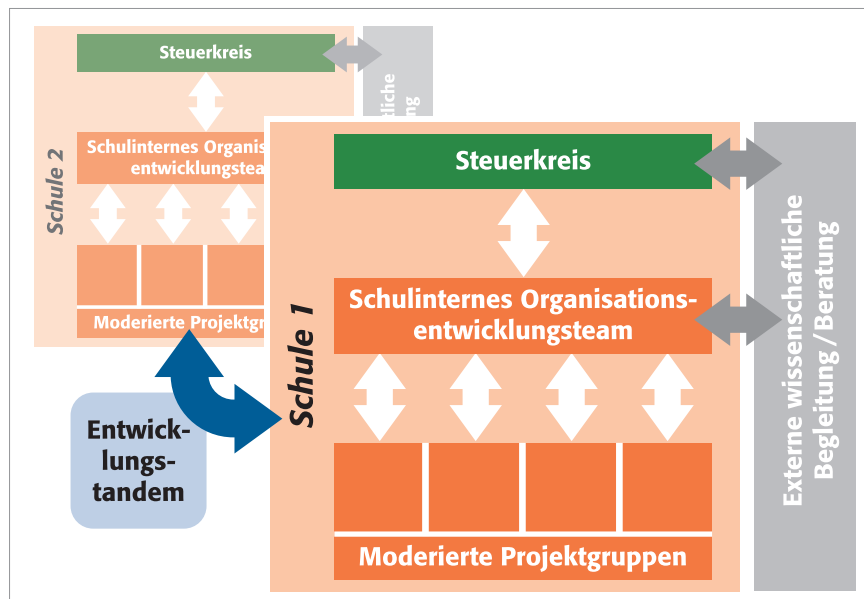 Steuerkreis
Schule 2
Schulinternes Organis
entwicklungstea
Moderierte Projektgr
Steuerkreis
Schule 1
Schulinternes Organisations-
entwicklungsteam
Moderierte Projektgruppen
Externe wissenschaftliche
Begleitung / Beratung
Entwick-
lungs-
tandem